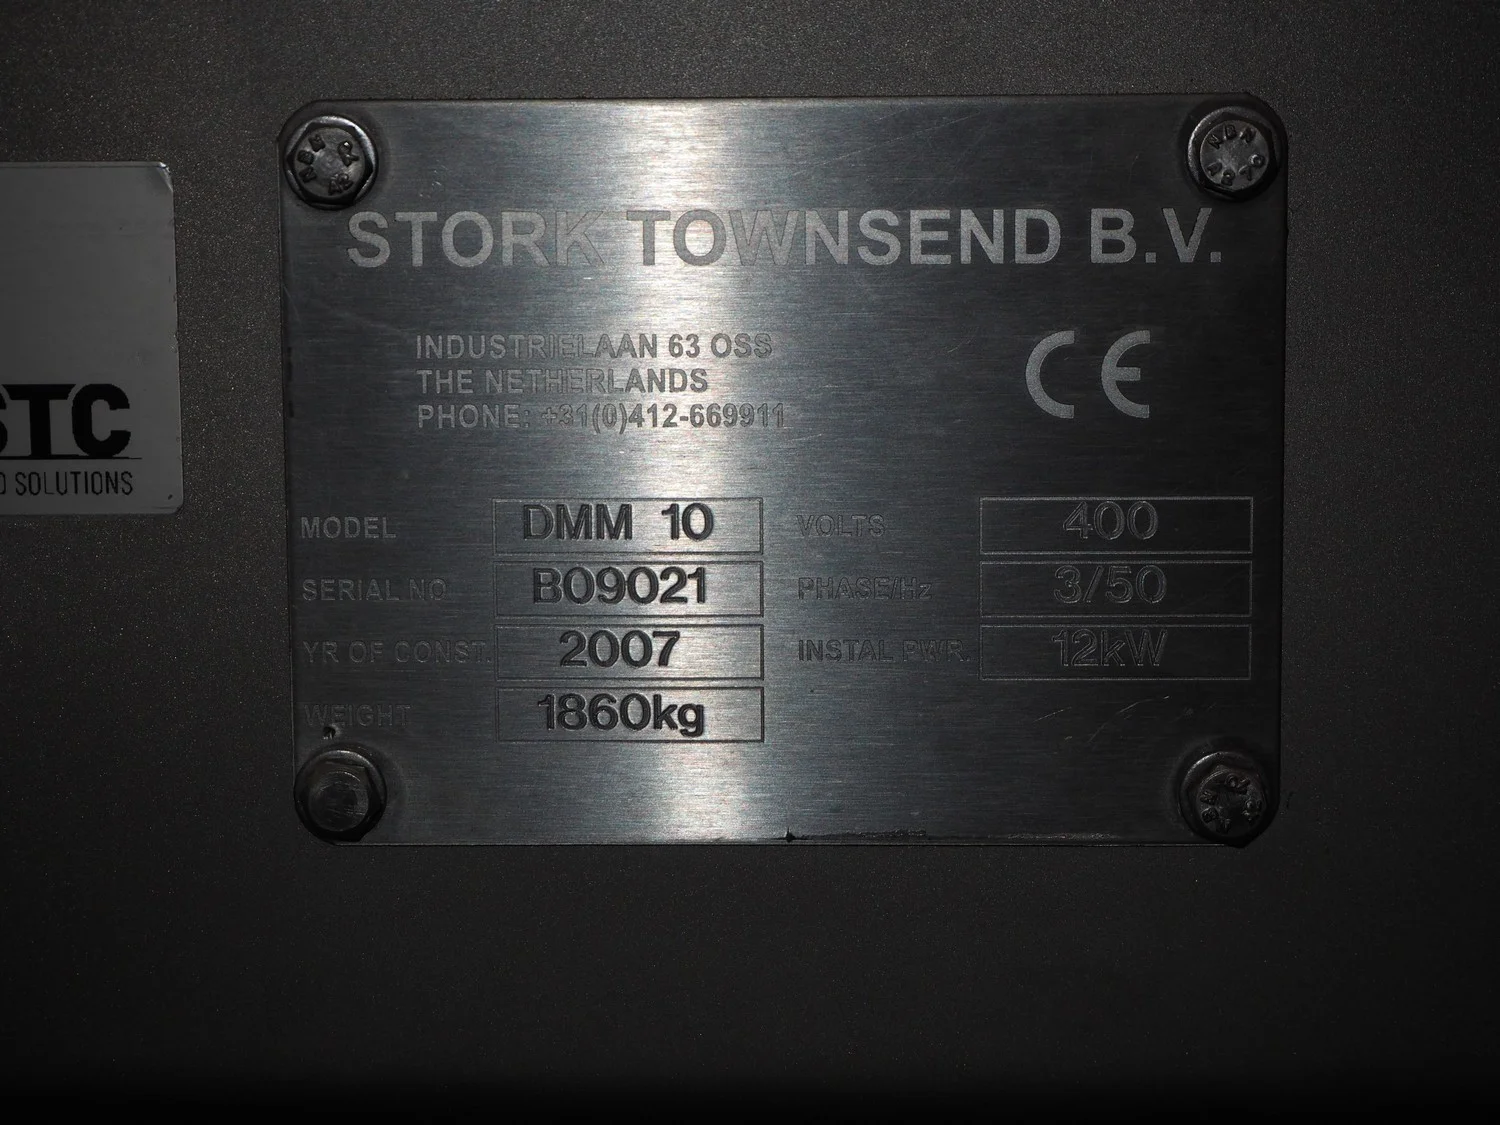 STORK TOWNSEND B.V.
INDUSTRIELAAN 63 OSS
THE NETHERLANDS
PHONE: +31(0)412-669911
CE
MODEL DMM 10 VOLTS 400
SERIAL NO. B09021 PHASE/Hz 3/50
YR OF CONST. 2007 INSTAL PWR. 12kW
WEIGHT 1860kg
STC
SOLUTIONS